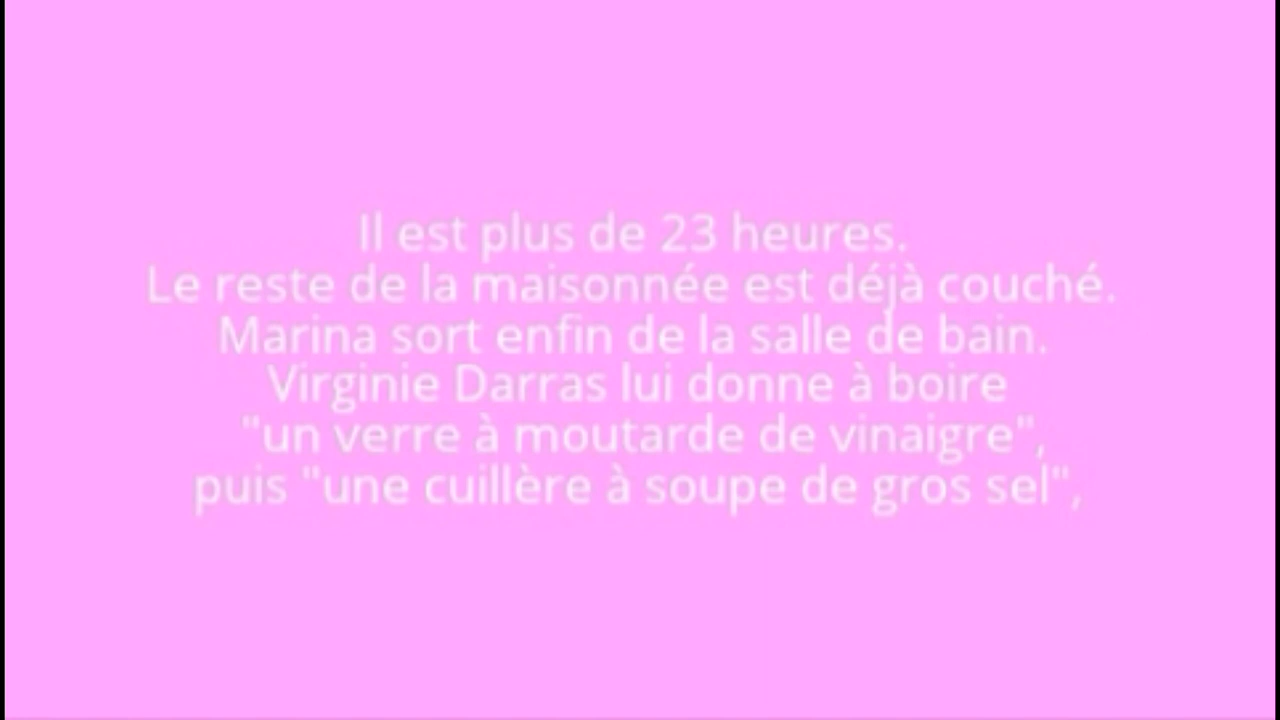 Il est plus de 23 heures.
Le reste de la maisonnée est déjà couché.
Marina sort enfin de la salle de bain.
Virginie Darras lui donne à boire
"un verre à moutarde de vinaigre",
puis "une cuillère à soupe de gros sel",